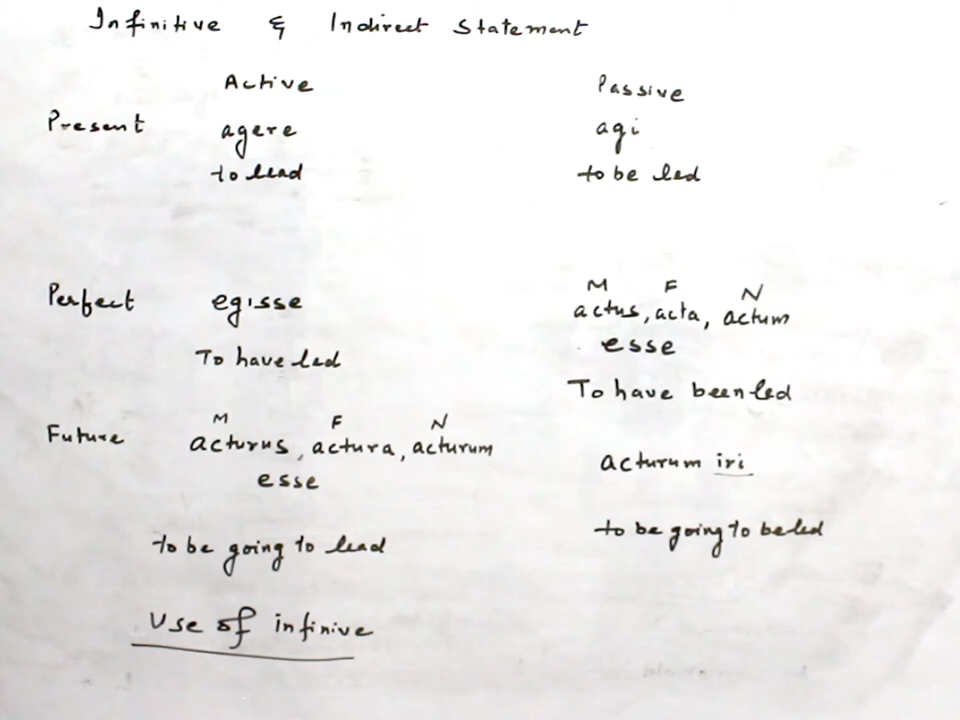 Infinitive & Indirect Statement
Active Passive
Present agere agi
to lead to be led
M F N
Perfect egisse actus, acta, actum
esse
To have led
To have been led
M F N
Future acturus, actura, acturum
acturum iri
esse
to be going to lead
to be going to be led
Use of infinive